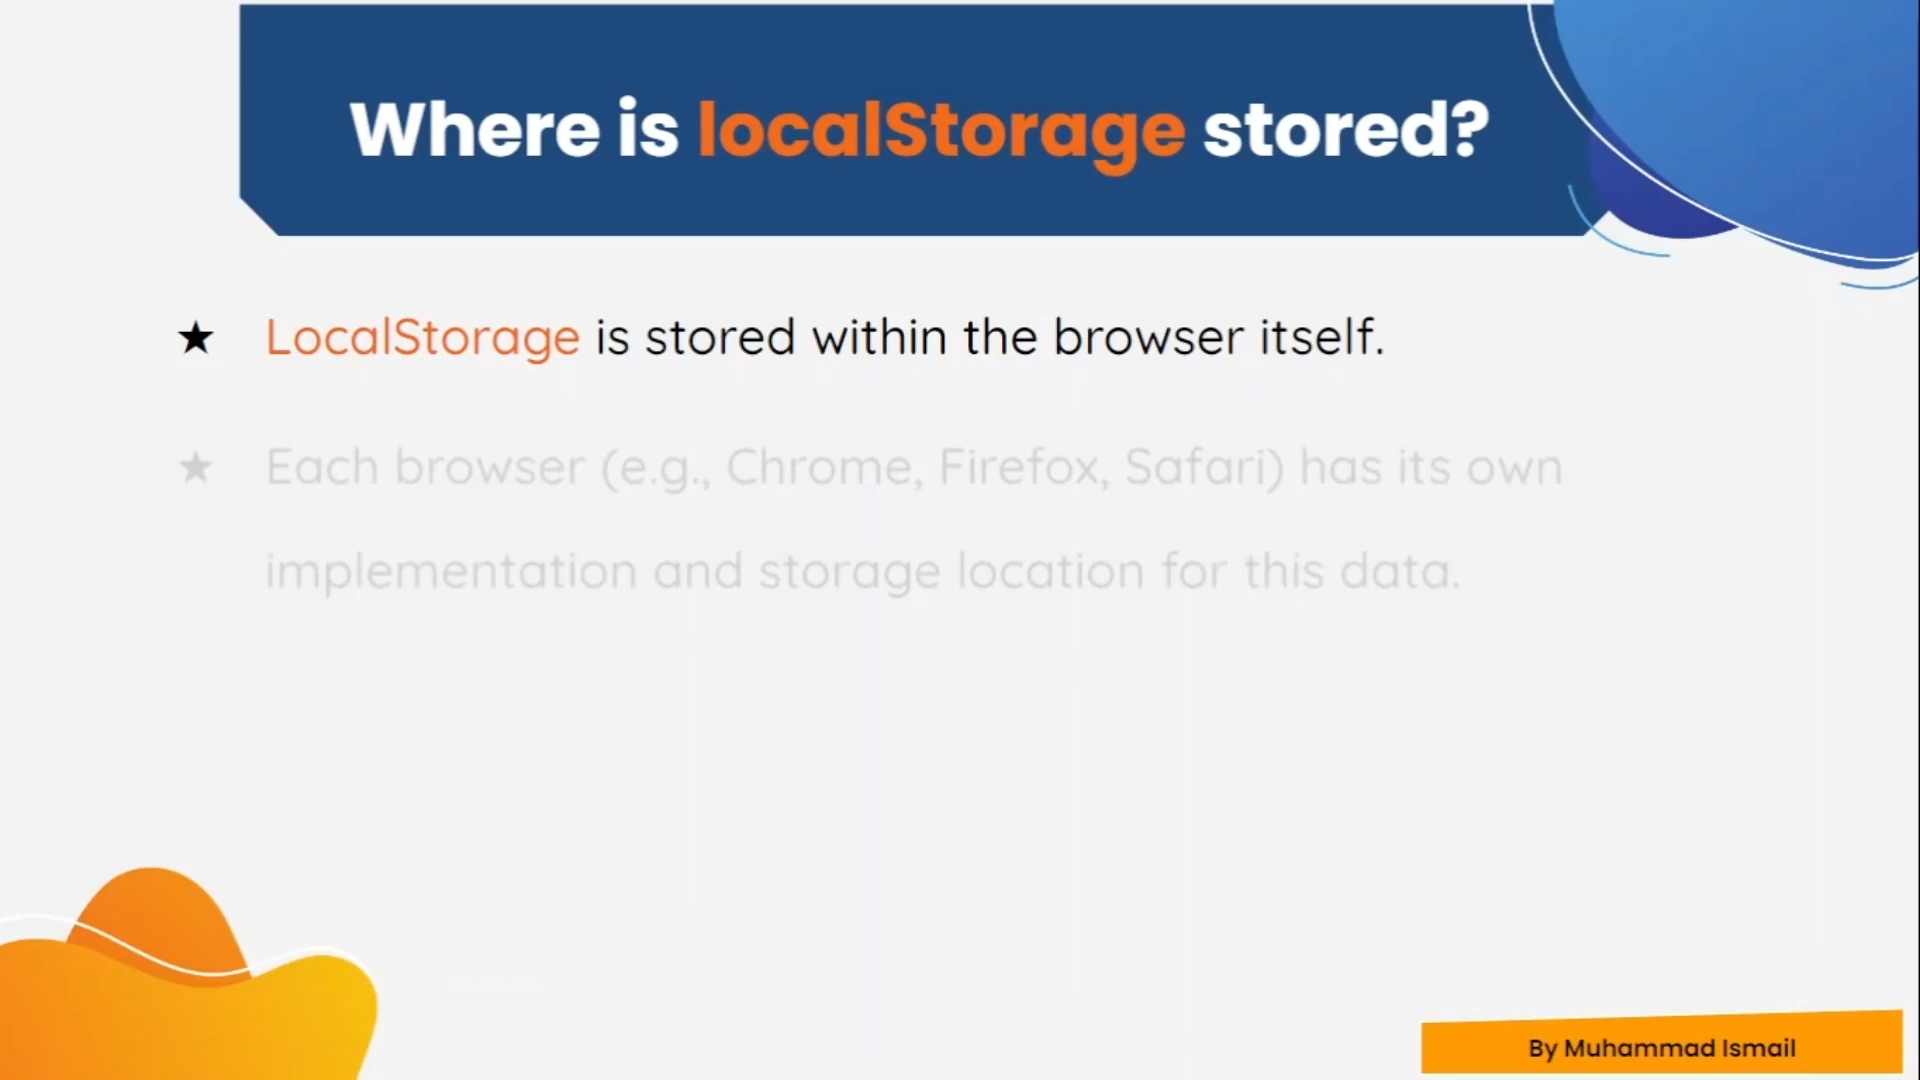 Where is localStorage stored?
★ LocalStorage is stored within the browser itself.
★ Each browser (e.g., Chrome, Firefox, Safari) has its own
implementation and storage location for this data.
By Muhammad Ismail